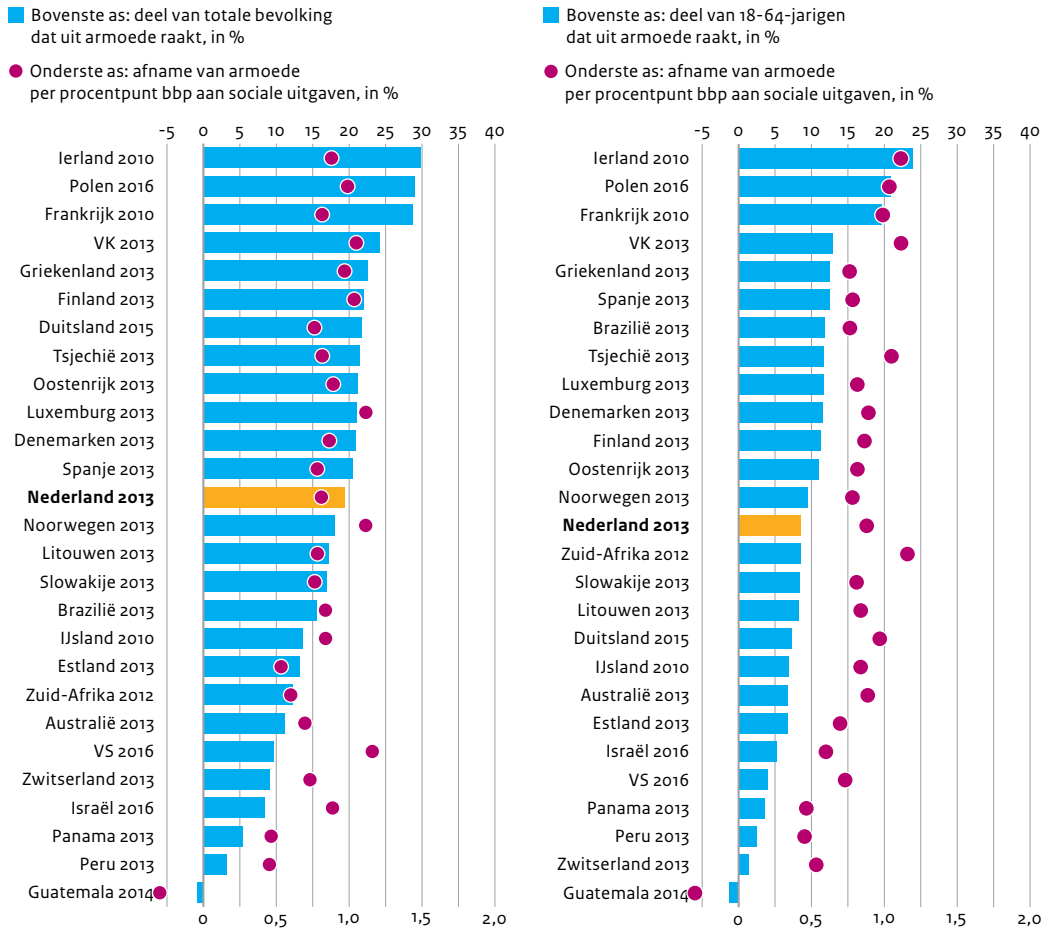 Bovenste as: deel van totale bevolking
dat uit armoede raakt, in %
Onderste as: afname van armoede
per procentpunt bbp aan sociale uitgaven, in %
-5 0 5 10 15 20 25 30 35 40
Ierland 2010
Polen 2016
Frankrijk 2010
VK 2013
Griekenland 2013
Finland 2013
Duitsland 2015
Tsjechië 2013
Oostenrijk 2013
Luxemburg 2013
Denemarken 2013
Spanje 2013
Nederland 2013
Noorwegen 2013
Litouwen 2013
Slowakije 2013
Brazilië 2013
IJsland 2010
Estland 2013
Zuid-Afrika 2012
Australië 2013
VS 2016
Zwitserland 2013
Israël 2016
Panama 2013
Peru 2013
Guatemala 2014
0 0,5 1,0 1,5 2,0
Bovenste as: deel van 18-64-jarigen
dat uit armoede raakt, in %
Onderste as: afname van armoede
per procentpunt bbp aan sociale uitgaven, in %
-5 0 5 10 15 20 25 30 35 40
Ierland 2010
Polen 2016
Frankrijk 2010
VK 2013
Griekenland 2013
Spanje 2013
Brazilië 2013
Tsjechië 2013
Luxemburg 2013
Denemarken 2013
Finland 2013
Oostenrijk 2013
Noorwegen 2013
Nederland 2013
Zuid-Afrika 2012
Slowakije 2013
Litouwen 2013
Duitsland 2015
IJsland 2010
Australië 2013
Estland 2013
Israël 2016
VS 2016
Panama 2013
Peru 2013
Zwitserland 2013
Guatemala 2014
0 0,5 1,0 1,5 2,0